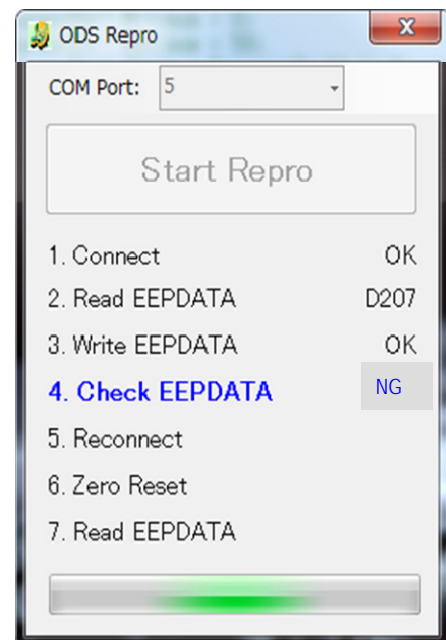 ODS Repro
COM Port: 5
Start Repro
1. Connect OK
2. Read EEPDATA D207
3. Write EEPDATA OK
4. Check EEPDATA NG
5. Reconnect
6. Zero Reset
7. Read EEPDATA